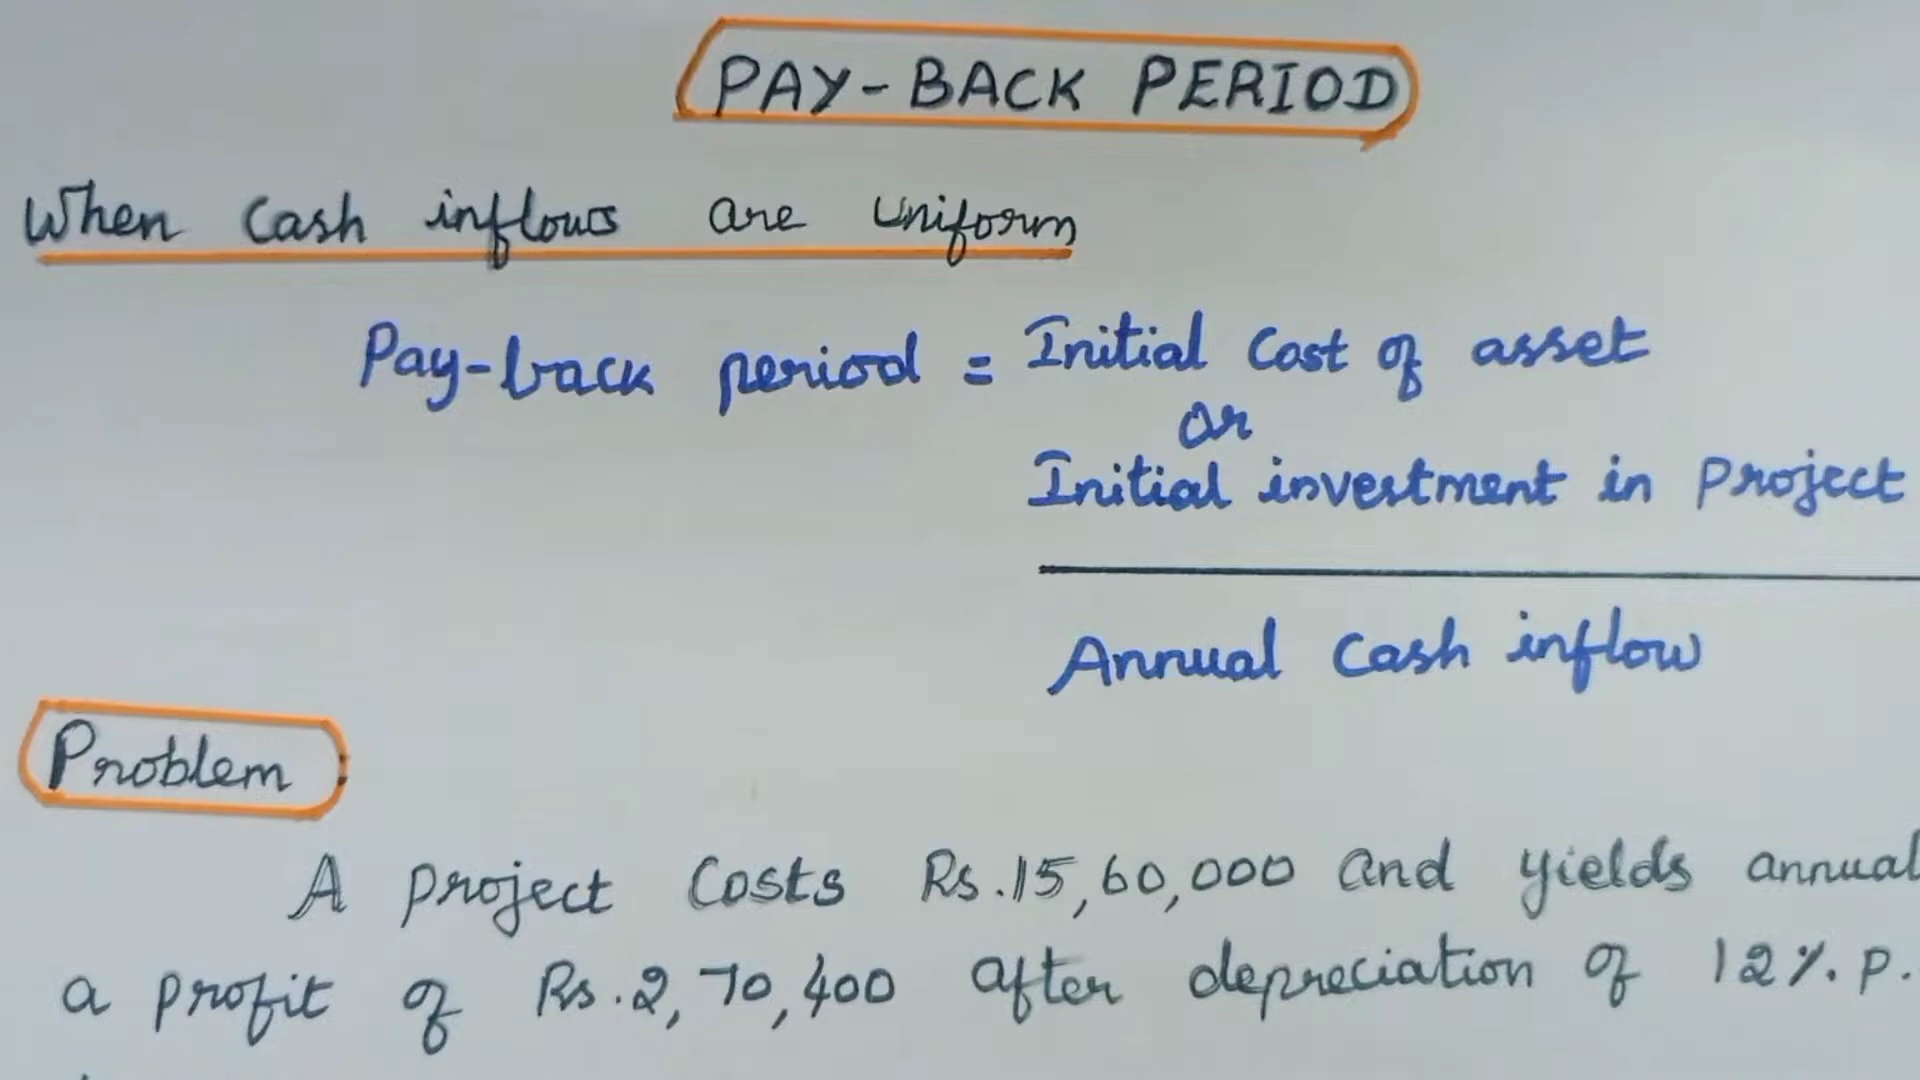 PAY-BACK PERIOD
When Cash inflows are uniform
Pay-back period = Initial Cost of asset
or
Initial investment in Project
Annual Cash inflow
Problem :
A project Costs Rs.15,60,000 and yields annual
a profit of Rs.2,70,400 after depreciation of 12%.p.